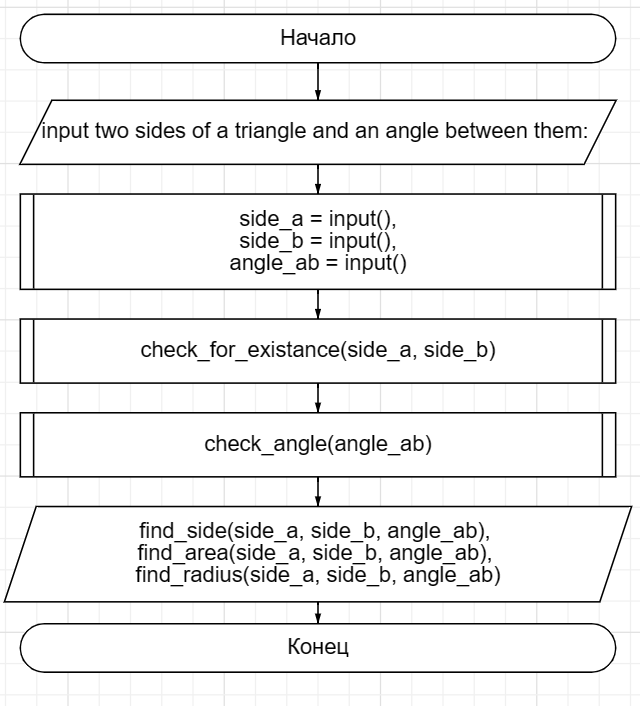 Начало
input two sides of a triangle and an angle between them:
side_a = input(),
side_b = input(),
angle_ab = input()
check_for_existance(side_a, side_b)
check_angle(angle_ab)
find_side(side_a, side_b, angle_ab),
find_area(side_a, side_b, angle_ab),
find_radius(side_a, side_b, angle_ab)
Конец